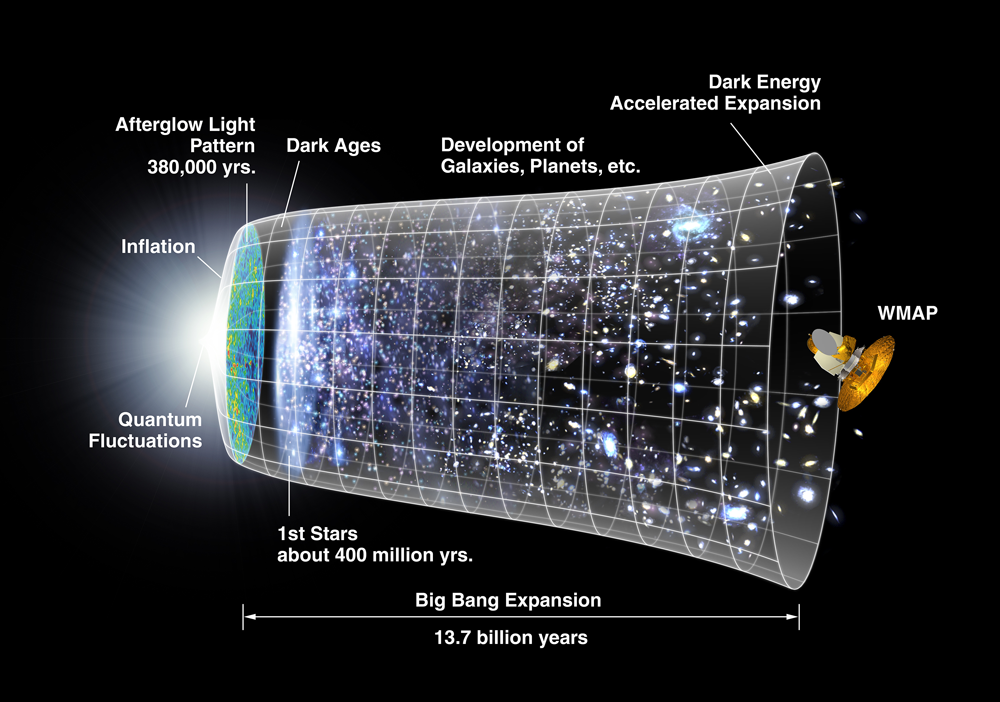 Dark Energy
Accelerated Expansion
Afterglow Light
Pattern
380,000 yrs.
Dark Ages
Development of
Galaxies, Planets, etc.
Inflation
WMAP
Quantum
Fluctuations
1st Stars
about 400 million yrs.
Big Bang Expansion
13.7 billion years